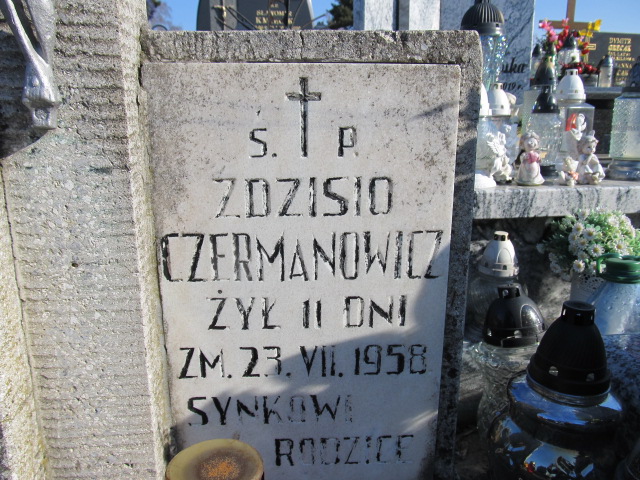 Ś. P.
ZDZISIO
CZERMANOWICZ
ŻYŁ 11 DNI
ZM. 23. VII. 1958
SYNKOWI
RODZICE